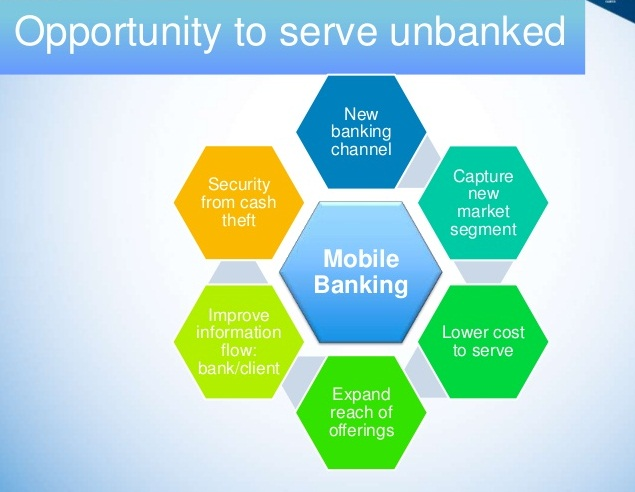 Opportunity to serve unbanked
New
banking
channel
Capture
new
market
segment
Lower cost
to serve
Expand
reach of
offerings
Improve
information
flow:
bank/client
Security
from cash
theft
Mobile
Banking